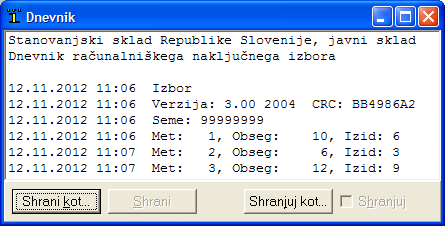 Dnevnik
Stanovanjski sklad Republike Slovenije, javni sklad
Dnevnik računalniškega naključnega izbora
12.11.2012 11:06  Izbor
12.11.2012 11:06  Verzija: 3.00 2004  CRC: BB4986A2
12.11.2012 11:06  Seme: 99999999
12.11.2012 11:06  Met:   1, Obseg:    10, Izid: 6
12.11.2012 11:07  Met:   2, Obseg:     6, Izid: 3
12.11.2012 11:07  Met:   3, Obseg:    12, Izid: 9
Shrani kot... Shrani Shranjuj kot... Shranjuj